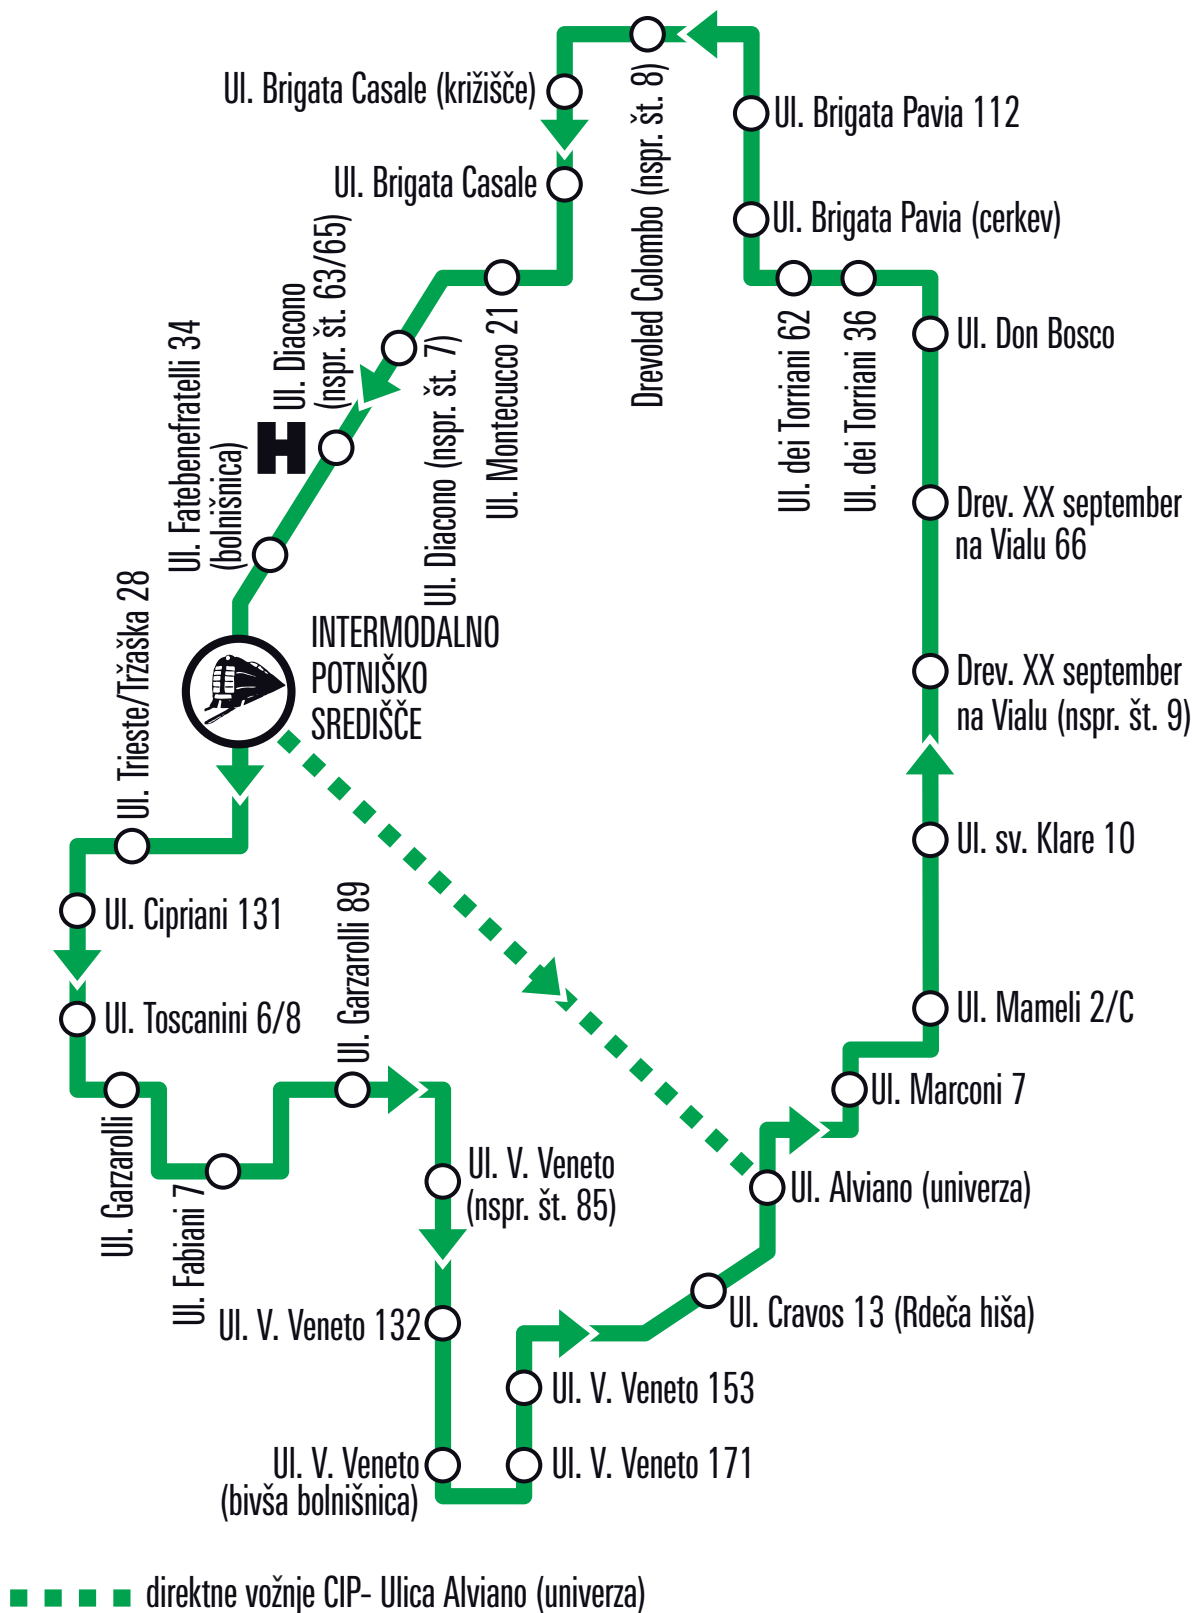 Ul. Brigata Casale (križišče)
Ul. Brigata Casale
Drevoled Colombo (nspr. št. 8)
Ul. Brigata Pavia 112
Ul. Brigata Pavia (cerkev)
Ul. dei Torriani 62
Ul. dei Torriani 36
Ul. Don Bosco
Drev. XX september
na Vialu 66
Drev. XX september
na Vialu (nspr. št. 9)
Ul. sv. Klare 10
Ul. Mameli 2/C
Ul. Marconi 7
Ul. Alviano (univerza)
Ul. Cravos 13 (Rdeča hiša)
Ul. V. Veneto 153
Ul. V. Veneto 171
Ul. V. Veneto
(bivša bolnišnica)
Ul. V. Veneto 132
Ul. V. Veneto
(nspr. št. 85)
Ul. Garzarolli 89
Ul. Fabiani 7
Ul. Garzarolli
Ul. Toscanini 6/8
Ul. Cipriani 131
Ul. Trieste/Tržaška 28
INTERMODALNO
POTNIŠKO
SREDIŠČE
Ul. Fatebenefratelli 34
(bolnišnica)
H
Ul. Diacono
(nspr. št. 63/65)
Ul. Diacono (nspr. št. 7)
Ul. Montecucco 21
direktne vožnje CIP- Ulica Alviano (univerza)